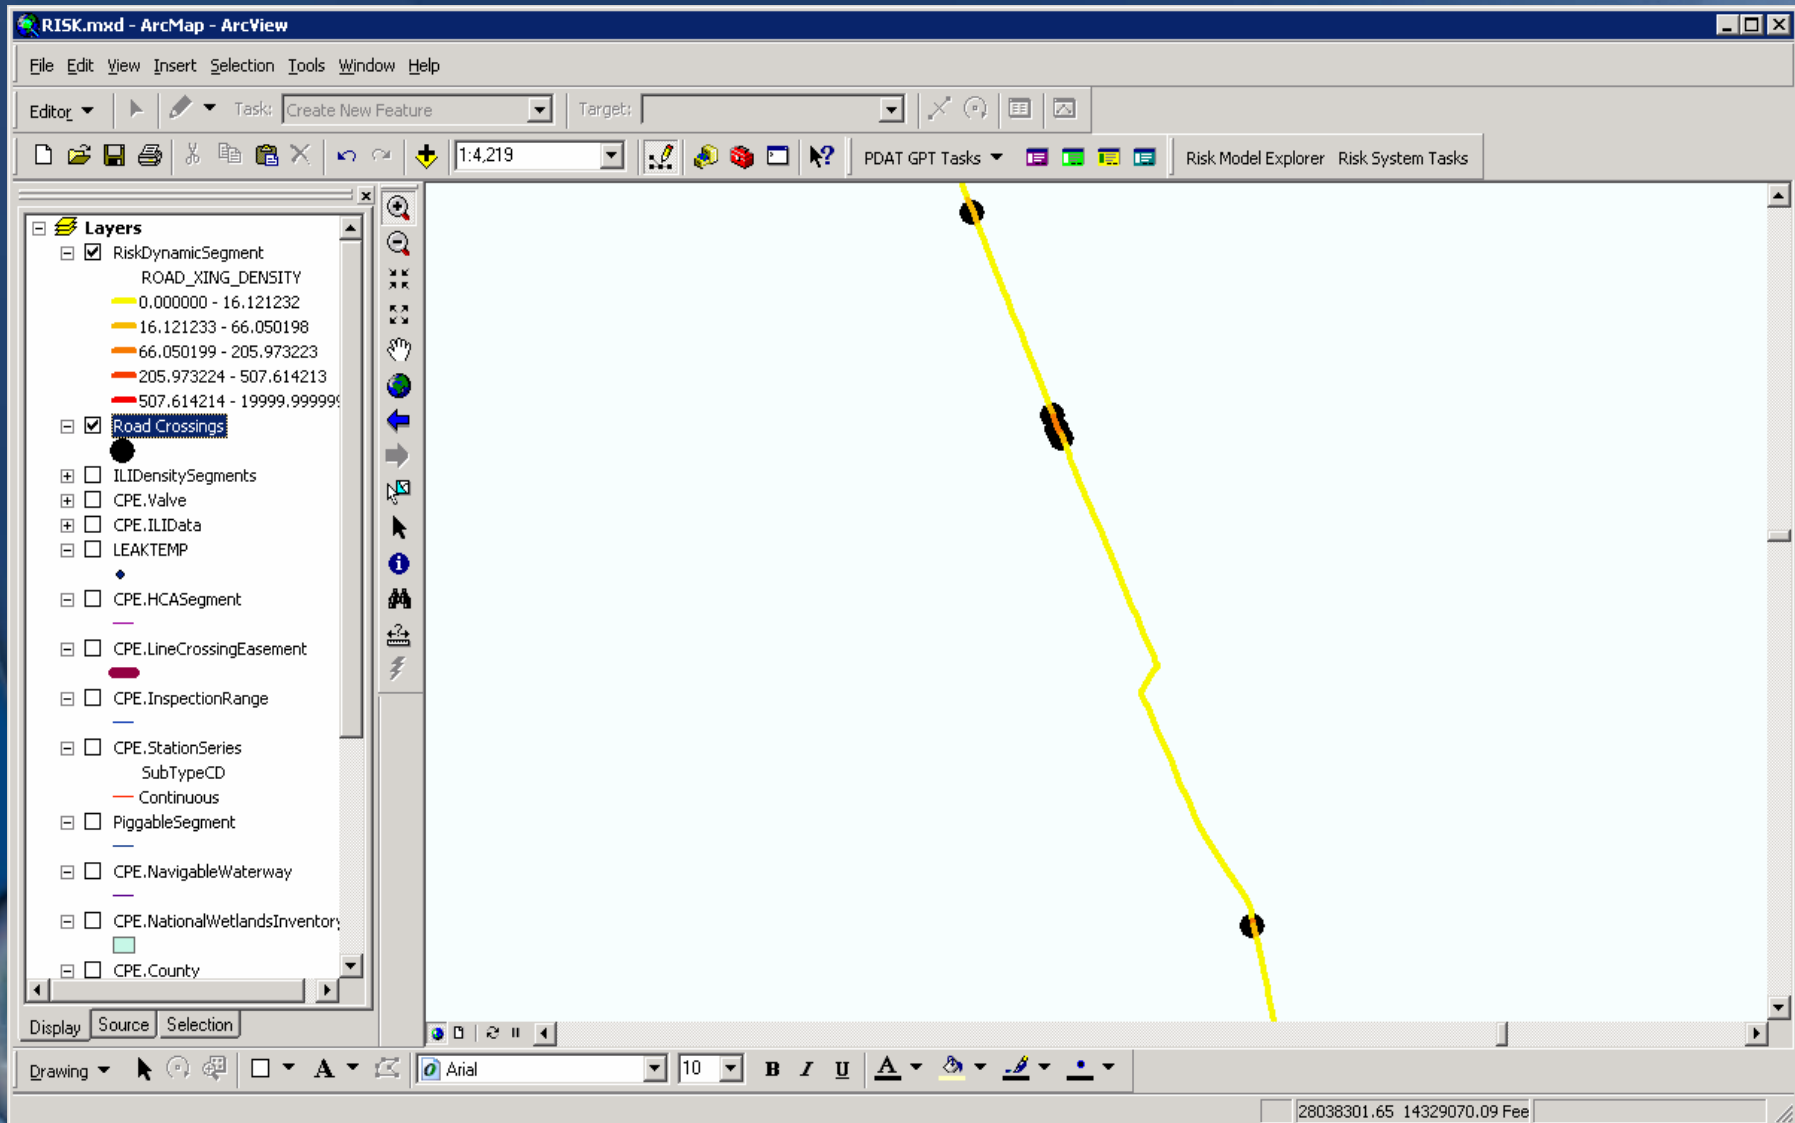 RISK.mxd - ArcMap - ArcView
File Edit View Insert Selection Tools Window Help
Editor Task: Create New Feature Target:
1:4,219 PDAT GPT Tasks Risk Model Explorer Risk System Tasks
Layers
RiskDynamicSegment
ROAD_XING_DENSITY
0.000000 - 16.121232
16.121233 - 66.050198
66.050199 - 205.973223
205.973224 - 507.614213
507.614214 - 19999.99999
Road Crossings
ILIDensitySegments
CPE.Valve
CPE.ILIData
LEAKTEMP
CPE.HCASegment
CPE.LineCrossingEasement
CPE.InspectionRange
CPE.StationSeries
SubTypeCD
Continuous
PiggableSegment
CPE.NavigableWaterway
CPE.NationalWetlandsInventory
CPE.County
Display Source Selection
Drawing A Arial 10 B I U A
28038301.65 14329070.09 Fee